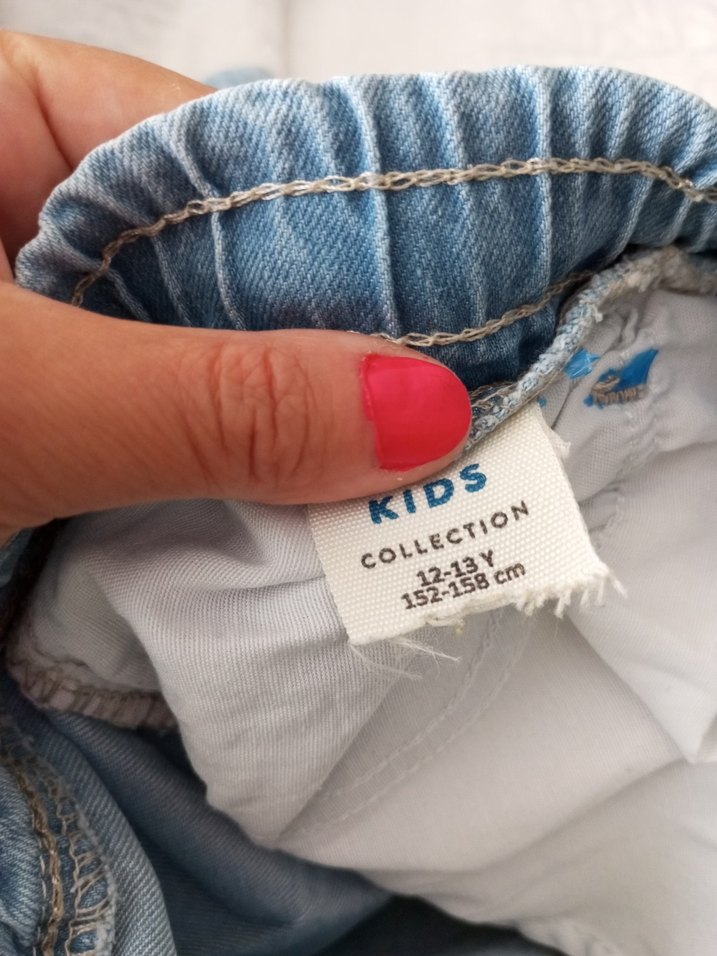 KIDS
COLLECTION
12-13 Y
152-158 cm